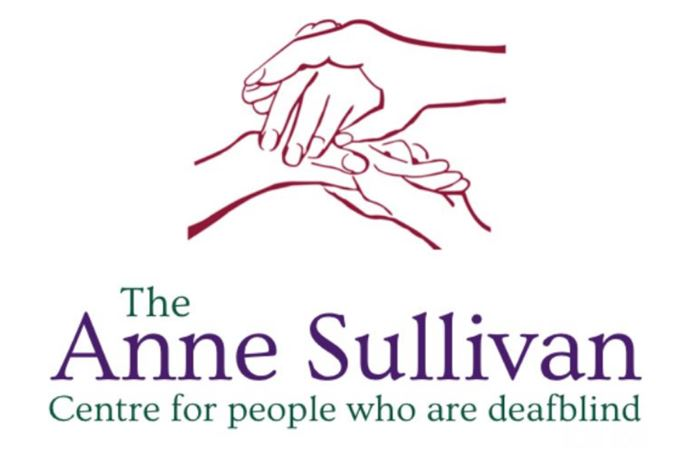 The
Anne Sullivan
Centre for people who are deafblind